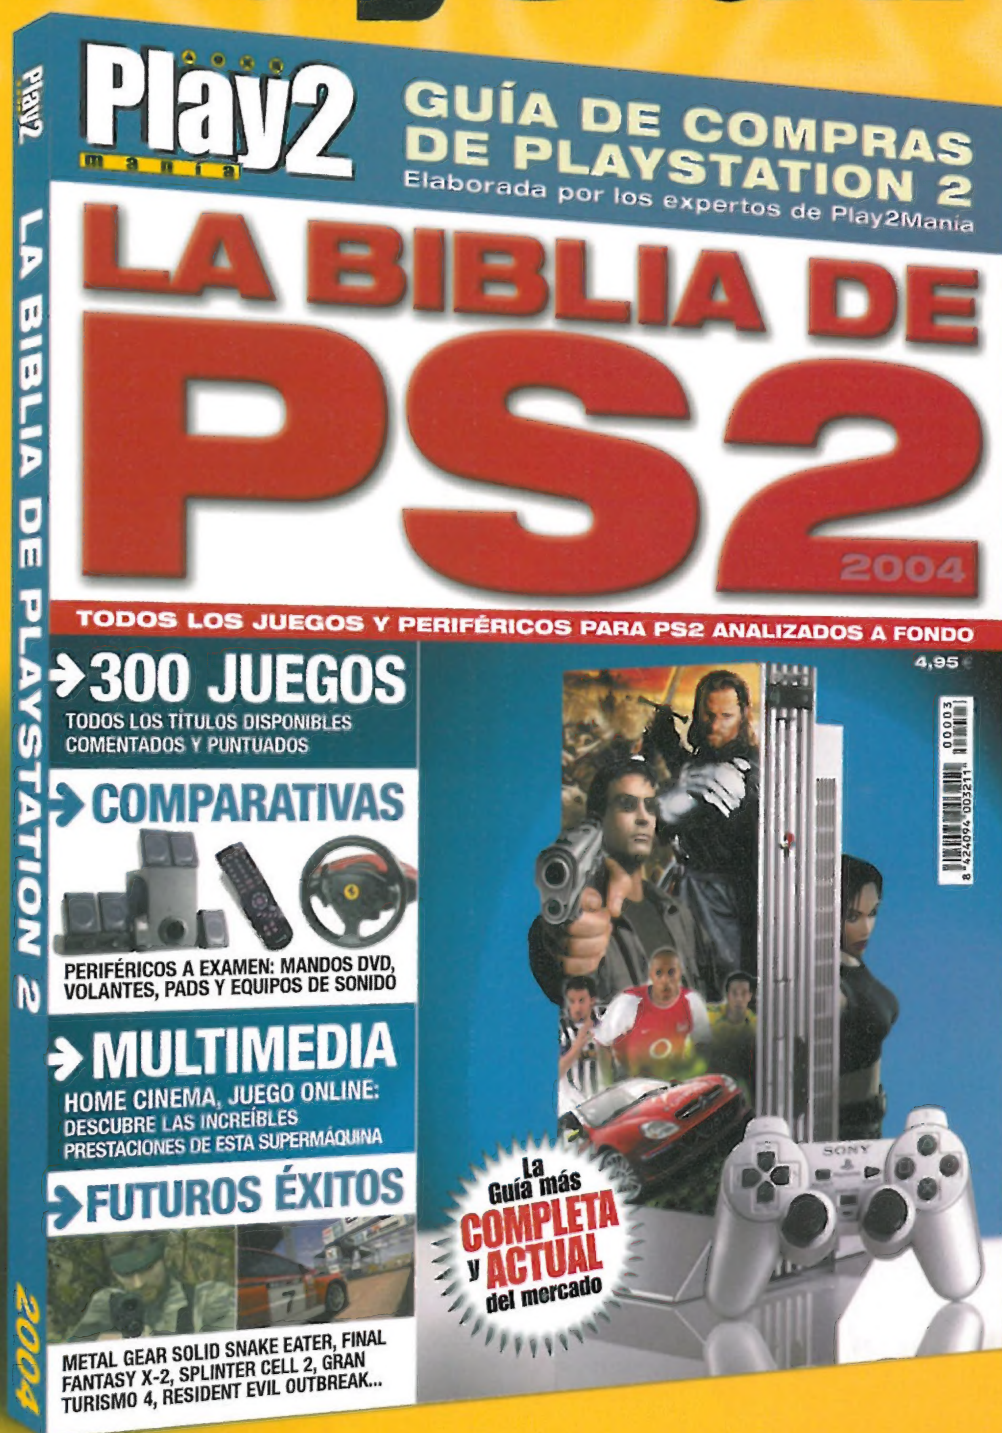 Play2
manía
GUÍA DE COMPRAS
DE PLAYSTATION 2
Elaborada por los expertos de Play2Manía
LA BIBLIA DE
PS2
2004
TODOS LOS JUEGOS Y PERIFÉRICOS PARA PS2 ANALIZADOS A FONDO
300 JUEGOS
TODOS LOS TÍTULOS DISPONIBLES
COMENTADOS Y PUNTUADOS
COMPARATIVAS
PERIFÉRICOS A EXAMEN: MANDOS DVD,
VOLANTES, PADS Y EQUIPOS DE SONIDO
MULTIMEDIA
HOME CINEMA, JUEGO ONLINE:
DESCUBRE LAS INCREÍBLES
PRESTACIONES DE ESTA SUPERMÁQUINA
FUTUROS ÉXITOS
7
METAL GEAR SOLID SNAKE EATER, FINAL
FANTASY X-2, SPLINTER CELL 2, GRAN
TURISMO 4, RESIDENT EVIL OUTBREAK...
4,95 €
00003
8 424094 003211
SONY
La
Guía más
COMPLETA
y ACTUAL
del mercado
Play2
LA BIBLIA DE PLAYSTATION 2
2004